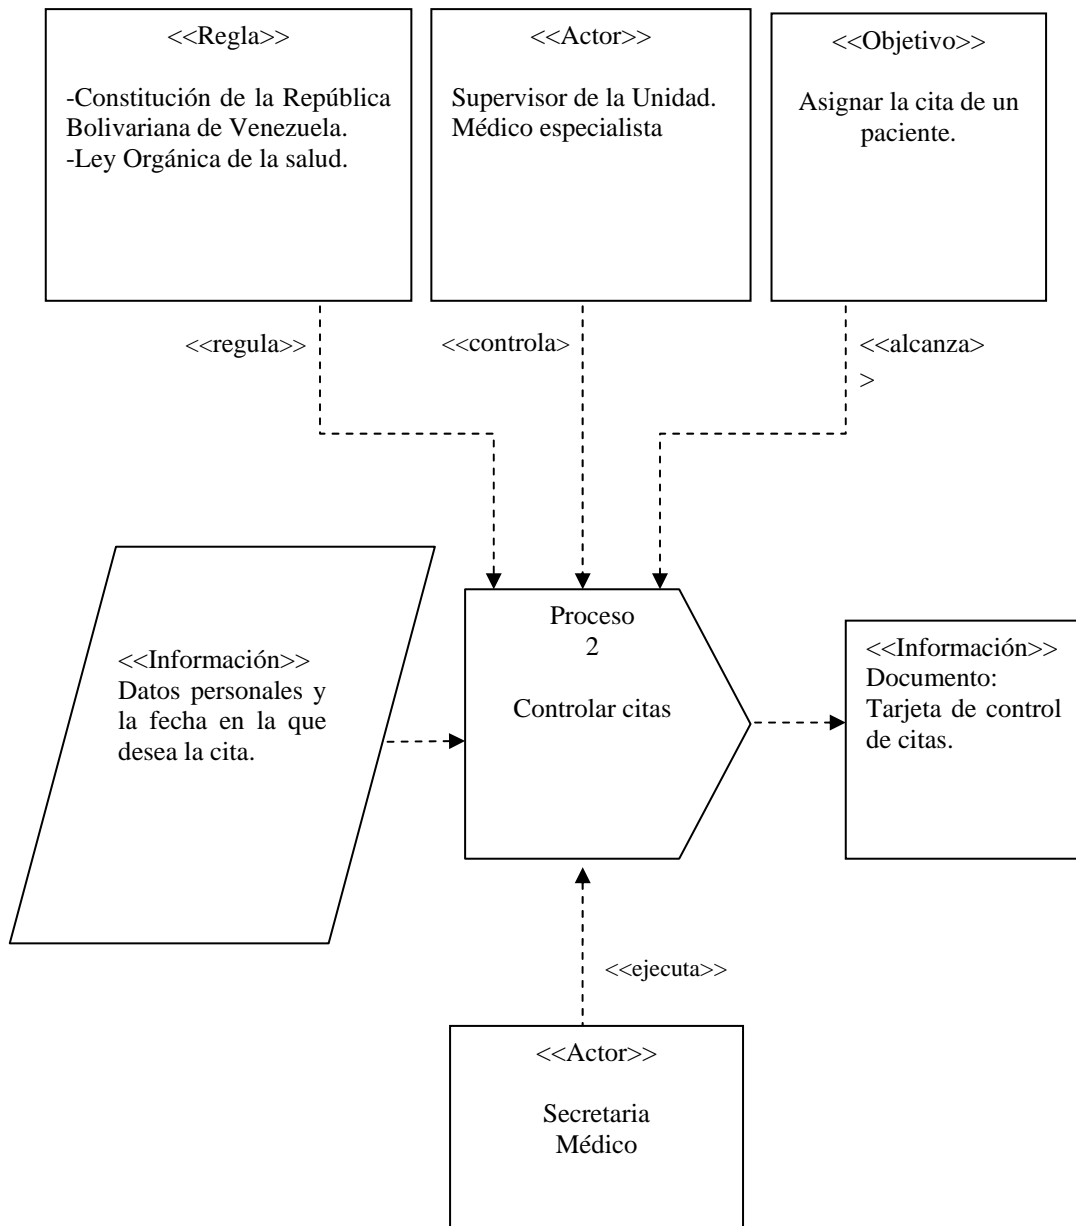 <<Regla>>
-Constitución de la República
Bolivariana de Venezuela.
-Ley Orgánica de la salud.
<<Actor>>
Supervisor de la Unidad.
Médico especialista
<<Objetivo>>
Asignar la cita de un
paciente.
<<regula>>
<<controla>
<<alcanza>
>
<<Información>>
Datos personales y
la fecha en la que
desea la cita.
Proceso
2
Controlar citas
<<Información>>
Documento:
Tarjeta de control
de citas.
<<ejecuta>>
<<Actor>>
Secretaria
Médico